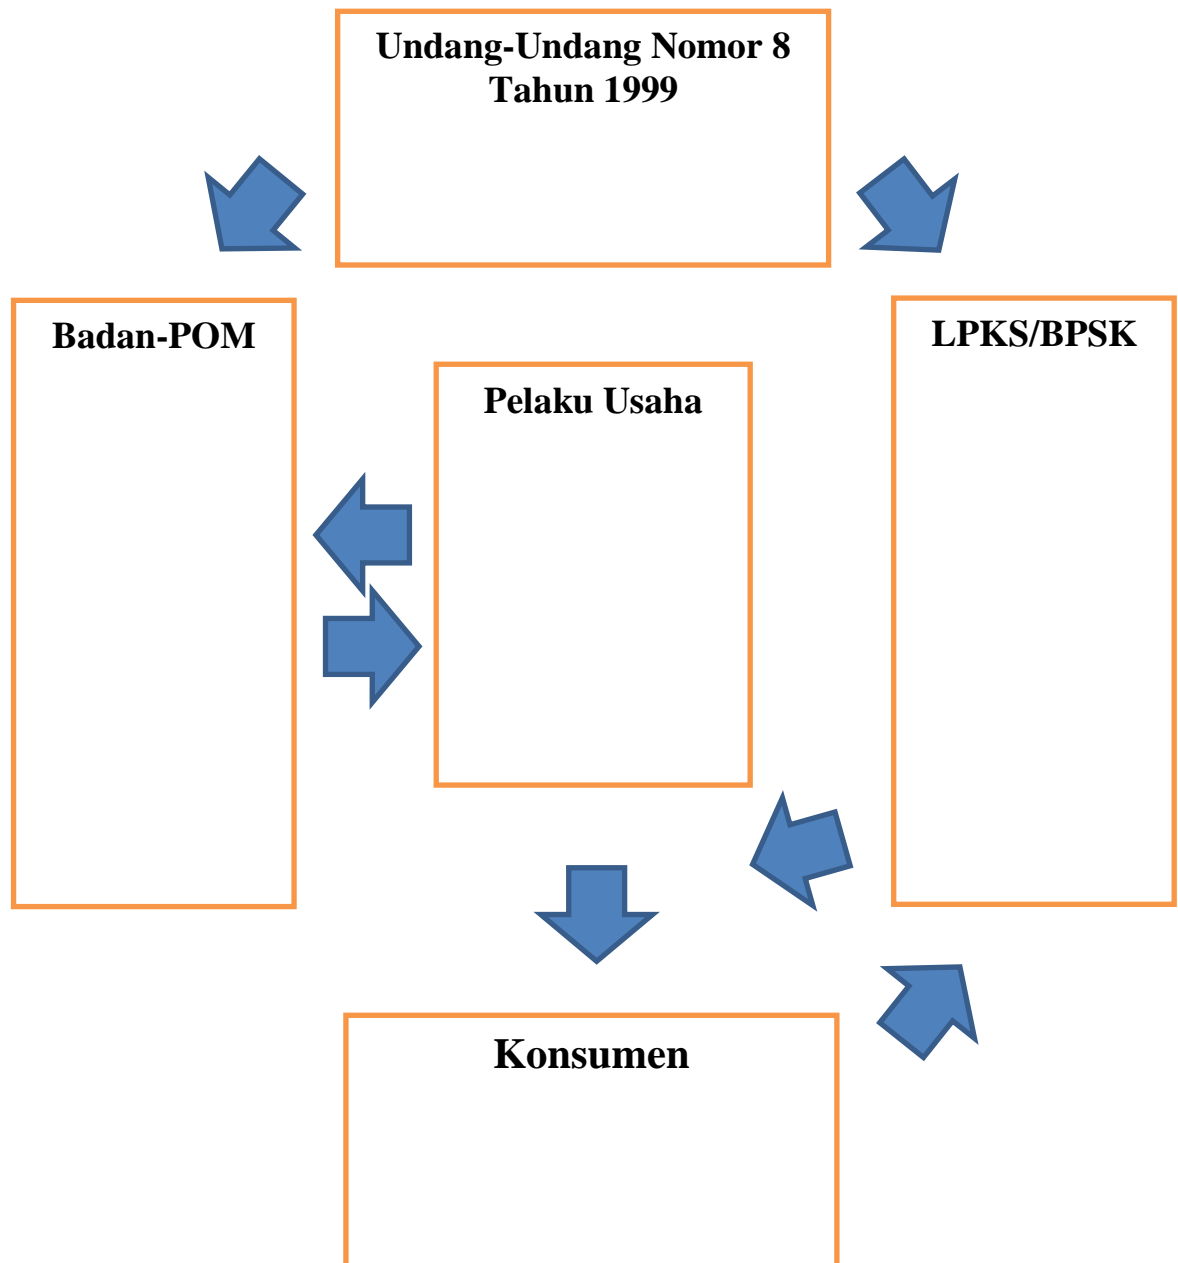 Undang-Undang Nomor 8
Tahun 1999
Badan-POM
LPKS/BPSK
Pelaku Usaha
Konsumen